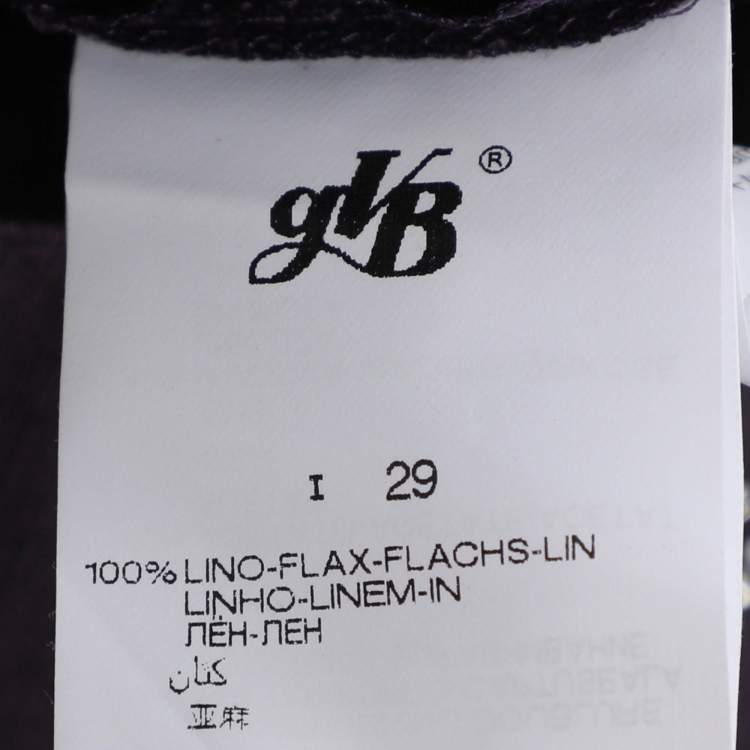 gVB®
I 29
100% LINO-FLAX-FLACHS-LIN
LINHO-LINEM-IN
ЛЁН-ЛЕН
كتان
亚麻